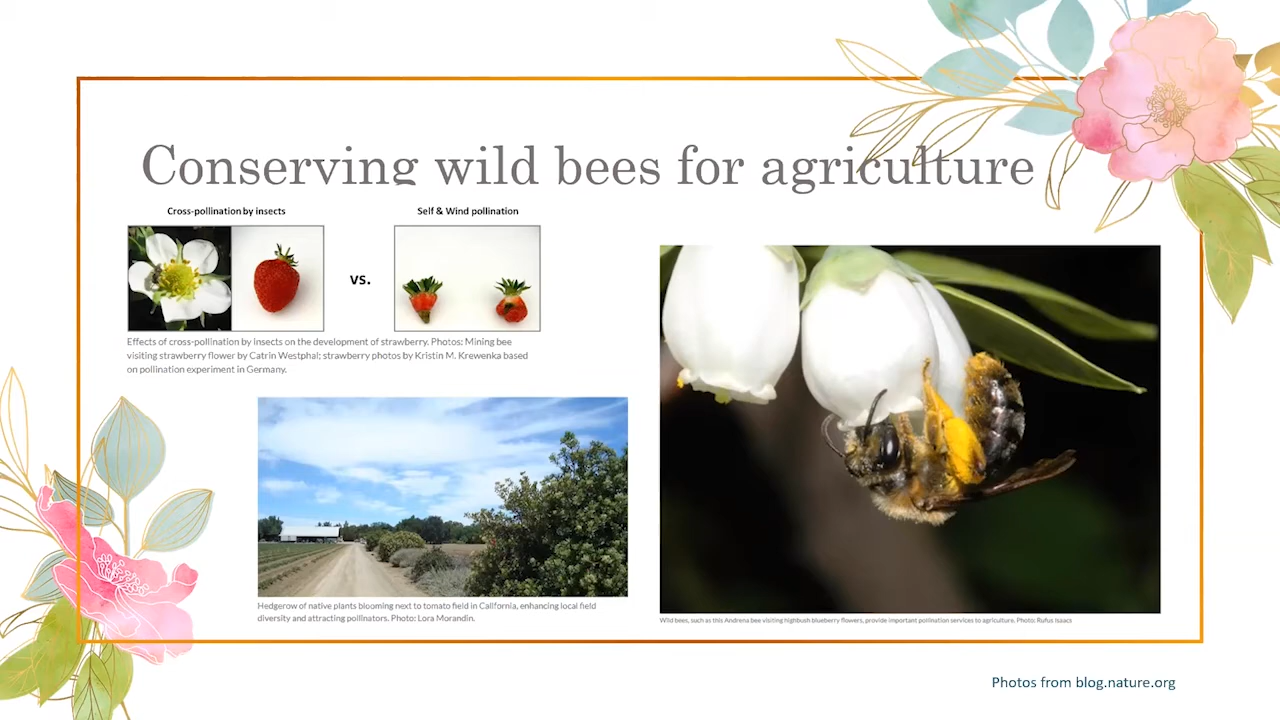 Conserving wild bees for agriculture
Cross-pollination by insects
Self & Wind pollination
vs.
Effects of cross-pollination by insects on the development of strawberry. Photos: Mining bee
visiting strawberry flower by Catrin Westphal; strawberry photos by Kristin M. Krewenka based
on pollination experiment in Germany.
Hedgerow of native plants blooming next to tomato field in California, enhancing local field
diversity and attracting pollinators. Photo: Lora Morandin.
Wild bees, such as this Andrena bee visiting highbush blueberry flowers, provide important pollination services to agriculture. Photo: Rufus Isaacs
Photos from blog.nature.org